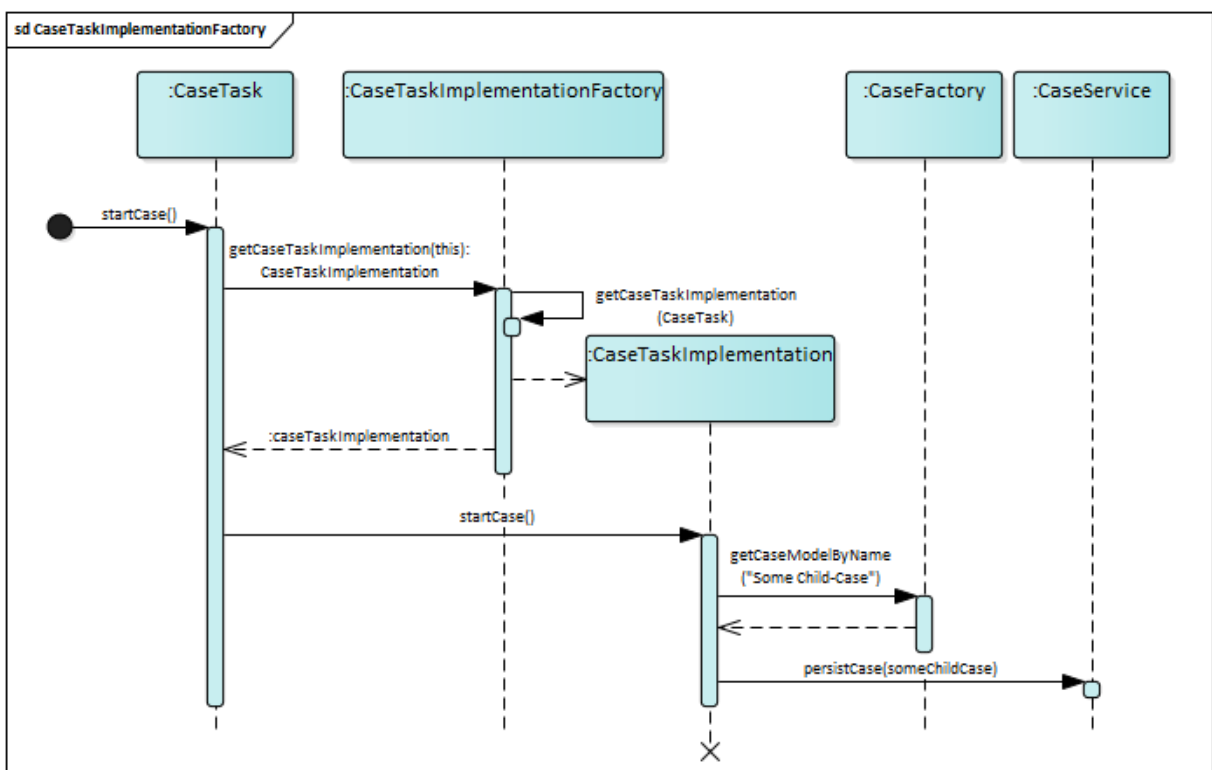 sd CaseTaskImplementationFactory
:CaseTask
:CaseTaskImplementationFactory
:CaseFactory
:CaseService
startCase()
getCaseTaskImplementation(this):
CaseTaskImplementation
getCaseTaskImplementation
(CaseTask)
:CaseTaskImplementation
:caseTaskImplementation
startCase()
getCaseModelByName
("Some Child-Case")
persistCase(someChildCase)